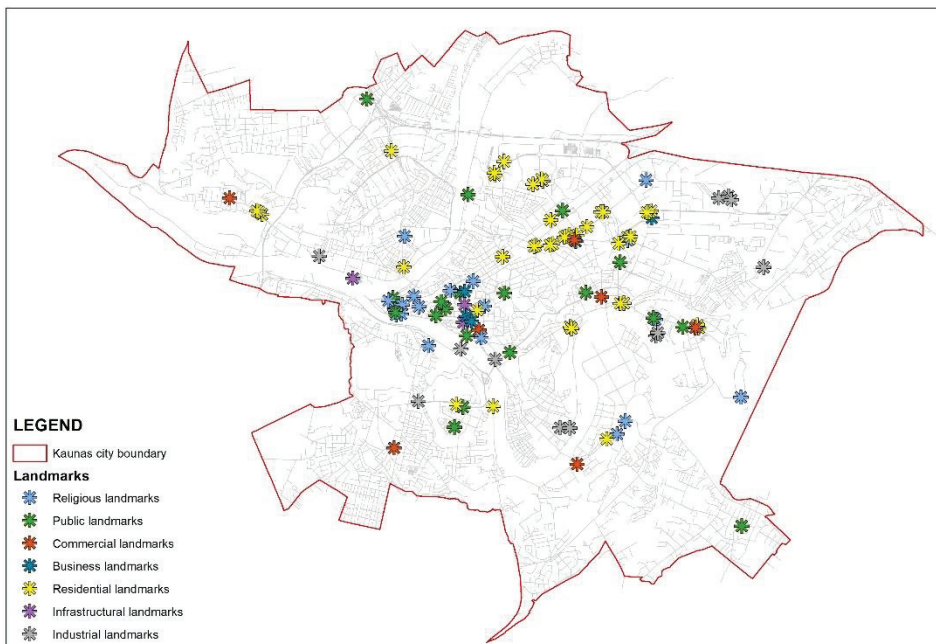 LEGEND
Kaunas city boundary
Landmarks
Religious landmarks
Public landmarks
Commercial landmarks
Business landmarks
Residential landmarks
Infrastructural landmarks
Industrial landmarks